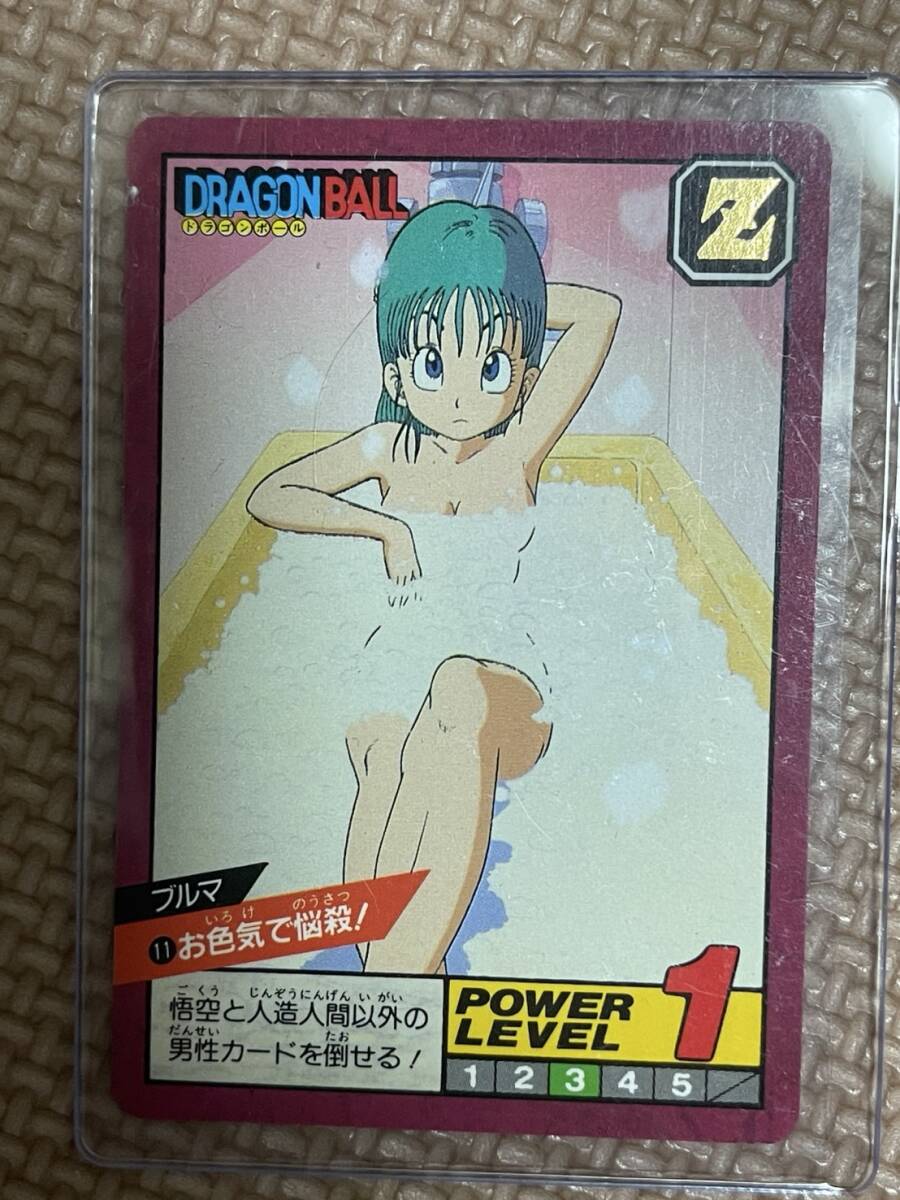 DRAGON BALL
ドラゴンボール
Z
ブルマ
いろけ のうさつ
11 お色気で悩殺!
ごくう じんぞうにんげん いがい
悟空と人造人間以外の
だんせい たお
男性カードを倒せる!
POWER LEVEL 1
1 2 3 4 5